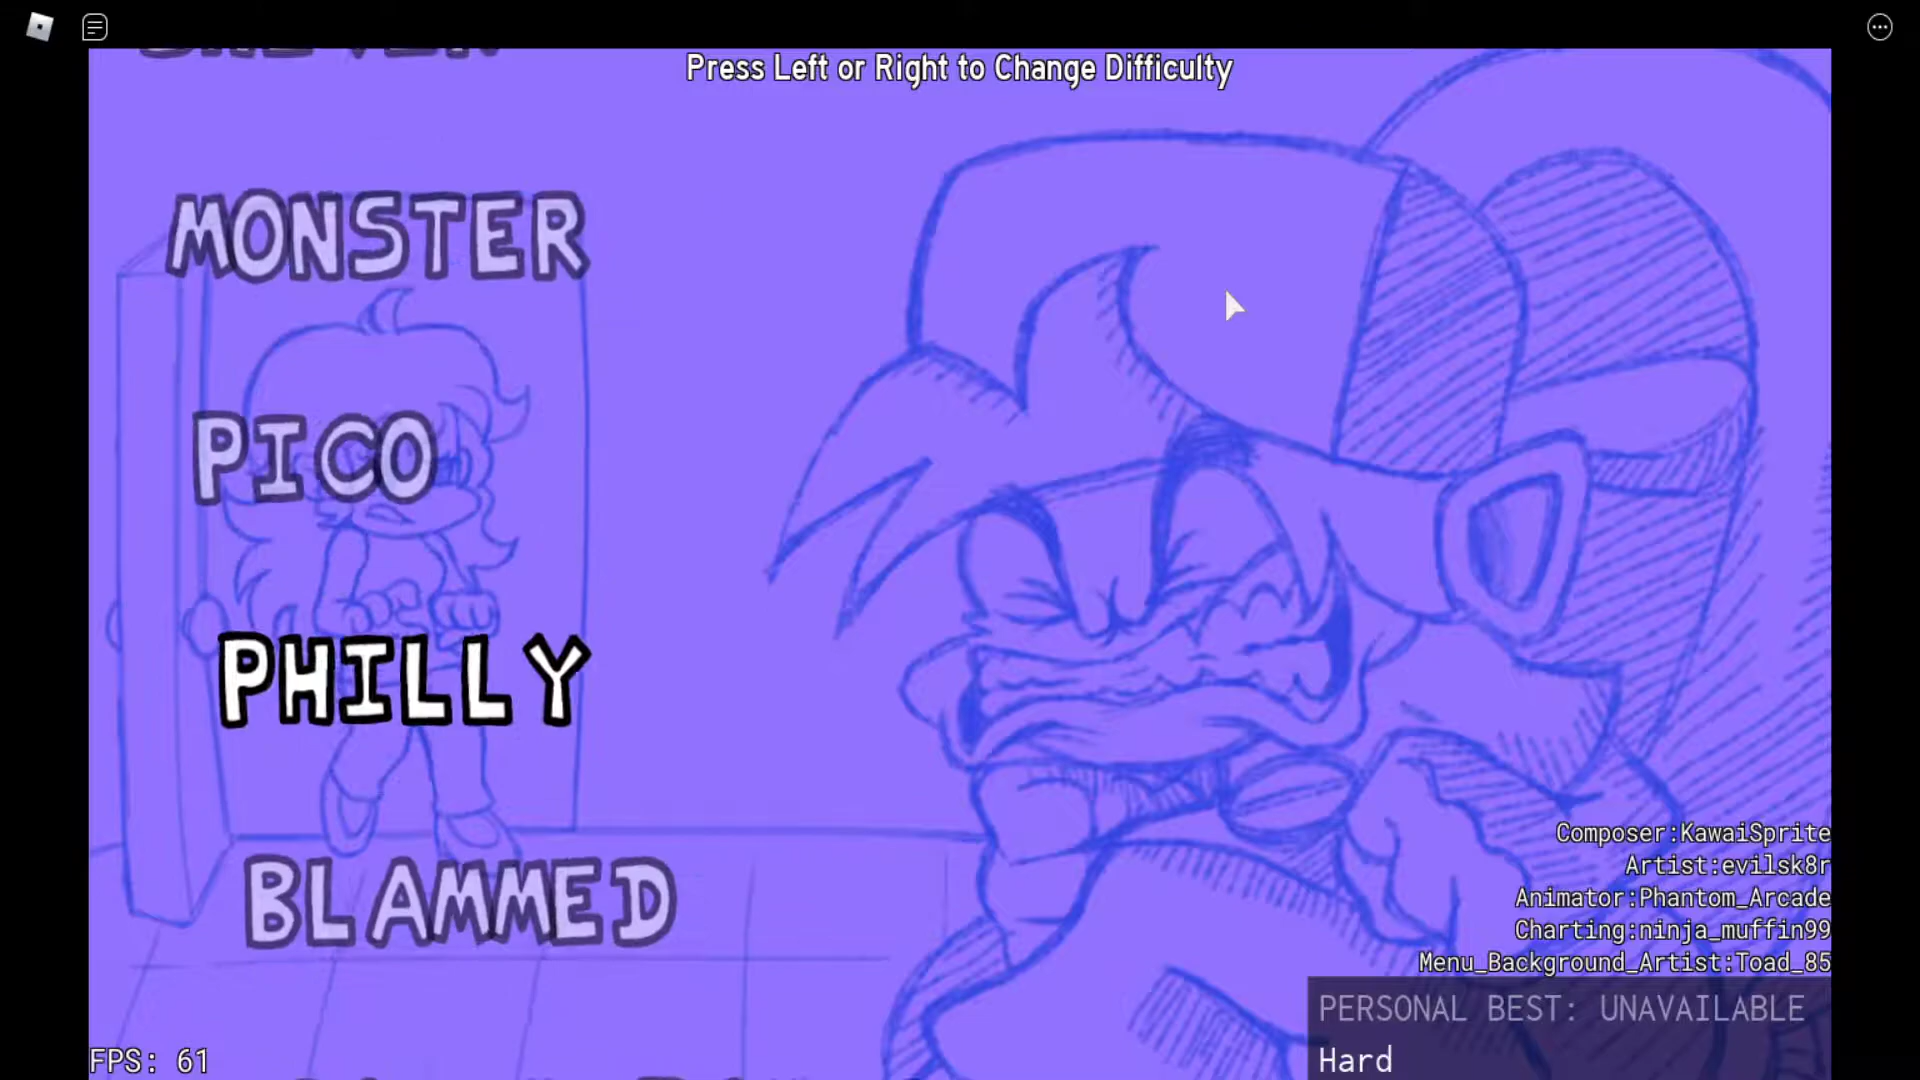 Press Left or Right to Change Difficulty
MONSTER
PICO
PHILLY
BLAMMED
Composer:KawaiSprite
Artist:evilsk8r
Animator:Phantom_Arcade
Charting:ninja_muffin99
Menu_Background_Artist:Toad_85
PERSONAL BEST: UNAVAILABLE
Hard
FPS: 61